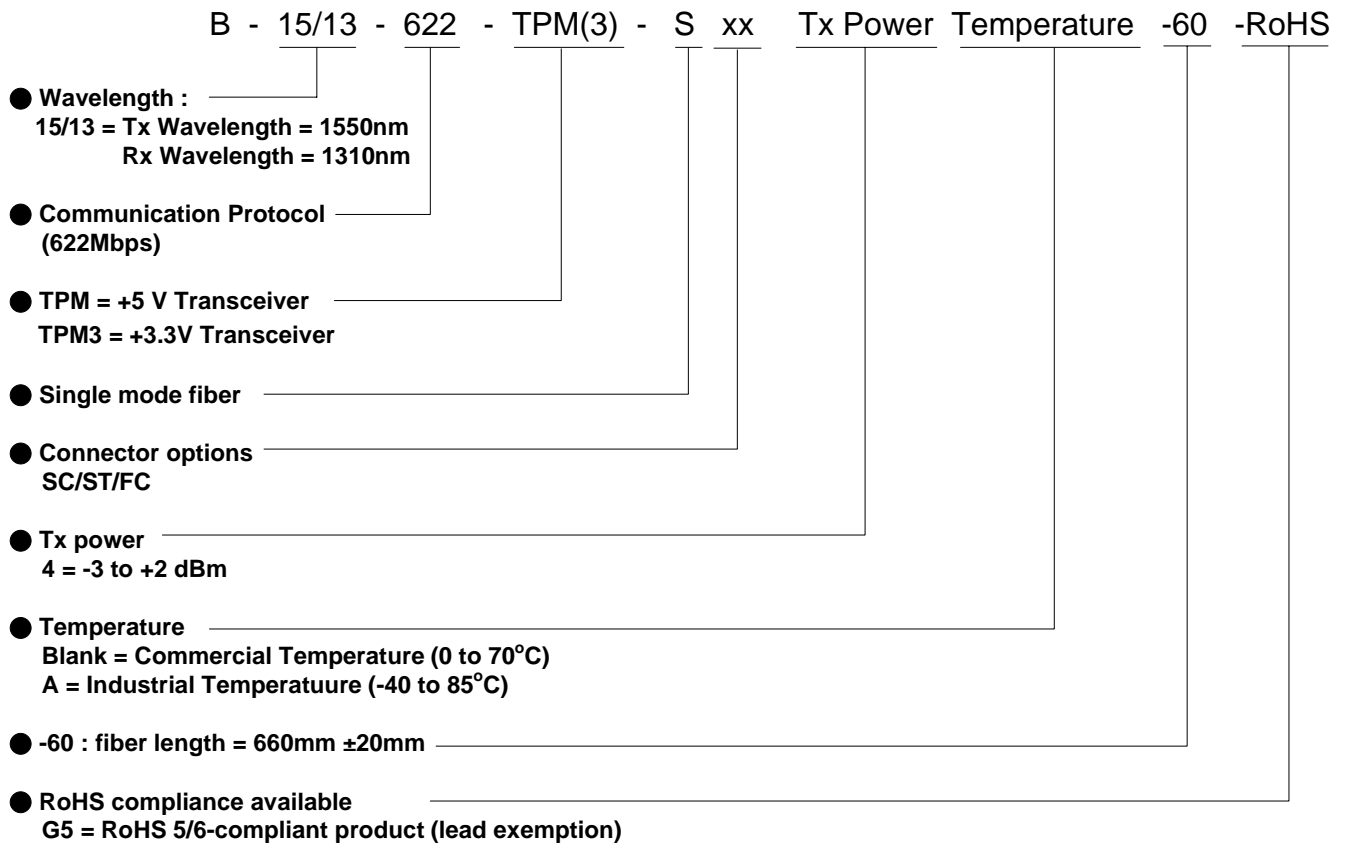 B - 15/13 - 622 - TPM(3) - S xx Tx Power Temperature -60 -RoHS
● Wavelength :
15/13 = Tx Wavelength = 1550nm
Rx Wavelength = 1310nm
● Communication Protocol
(622Mbps)
● TPM = +5 V Transceiver
TPM3 = +3.3V Transceiver
● Single mode fiber
● Connector options
SC/ST/FC
● Tx power
4 = -3 to +2 dBm
● Temperature
Blank = Commercial Temperature (0 to 70°C)
A = Industrial Temperatuure (-40 to 85°C)
● -60 : fiber length = 660mm ±20mm
● RoHS compliance available
G5 = RoHS 5/6-compliant product (lead exemption)